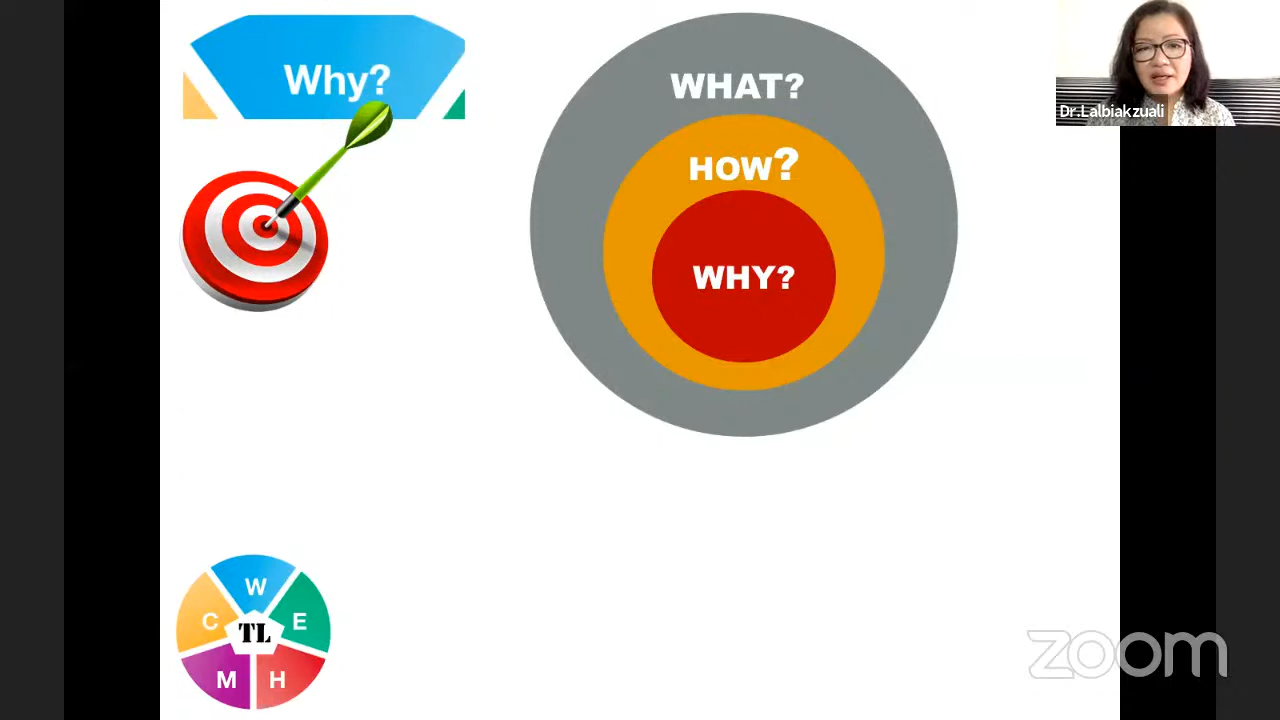 Why?
WHAT?
HOW?
WHY?
Dr.Lalbiakzuali
W
C
E
TL
M
H
zoom